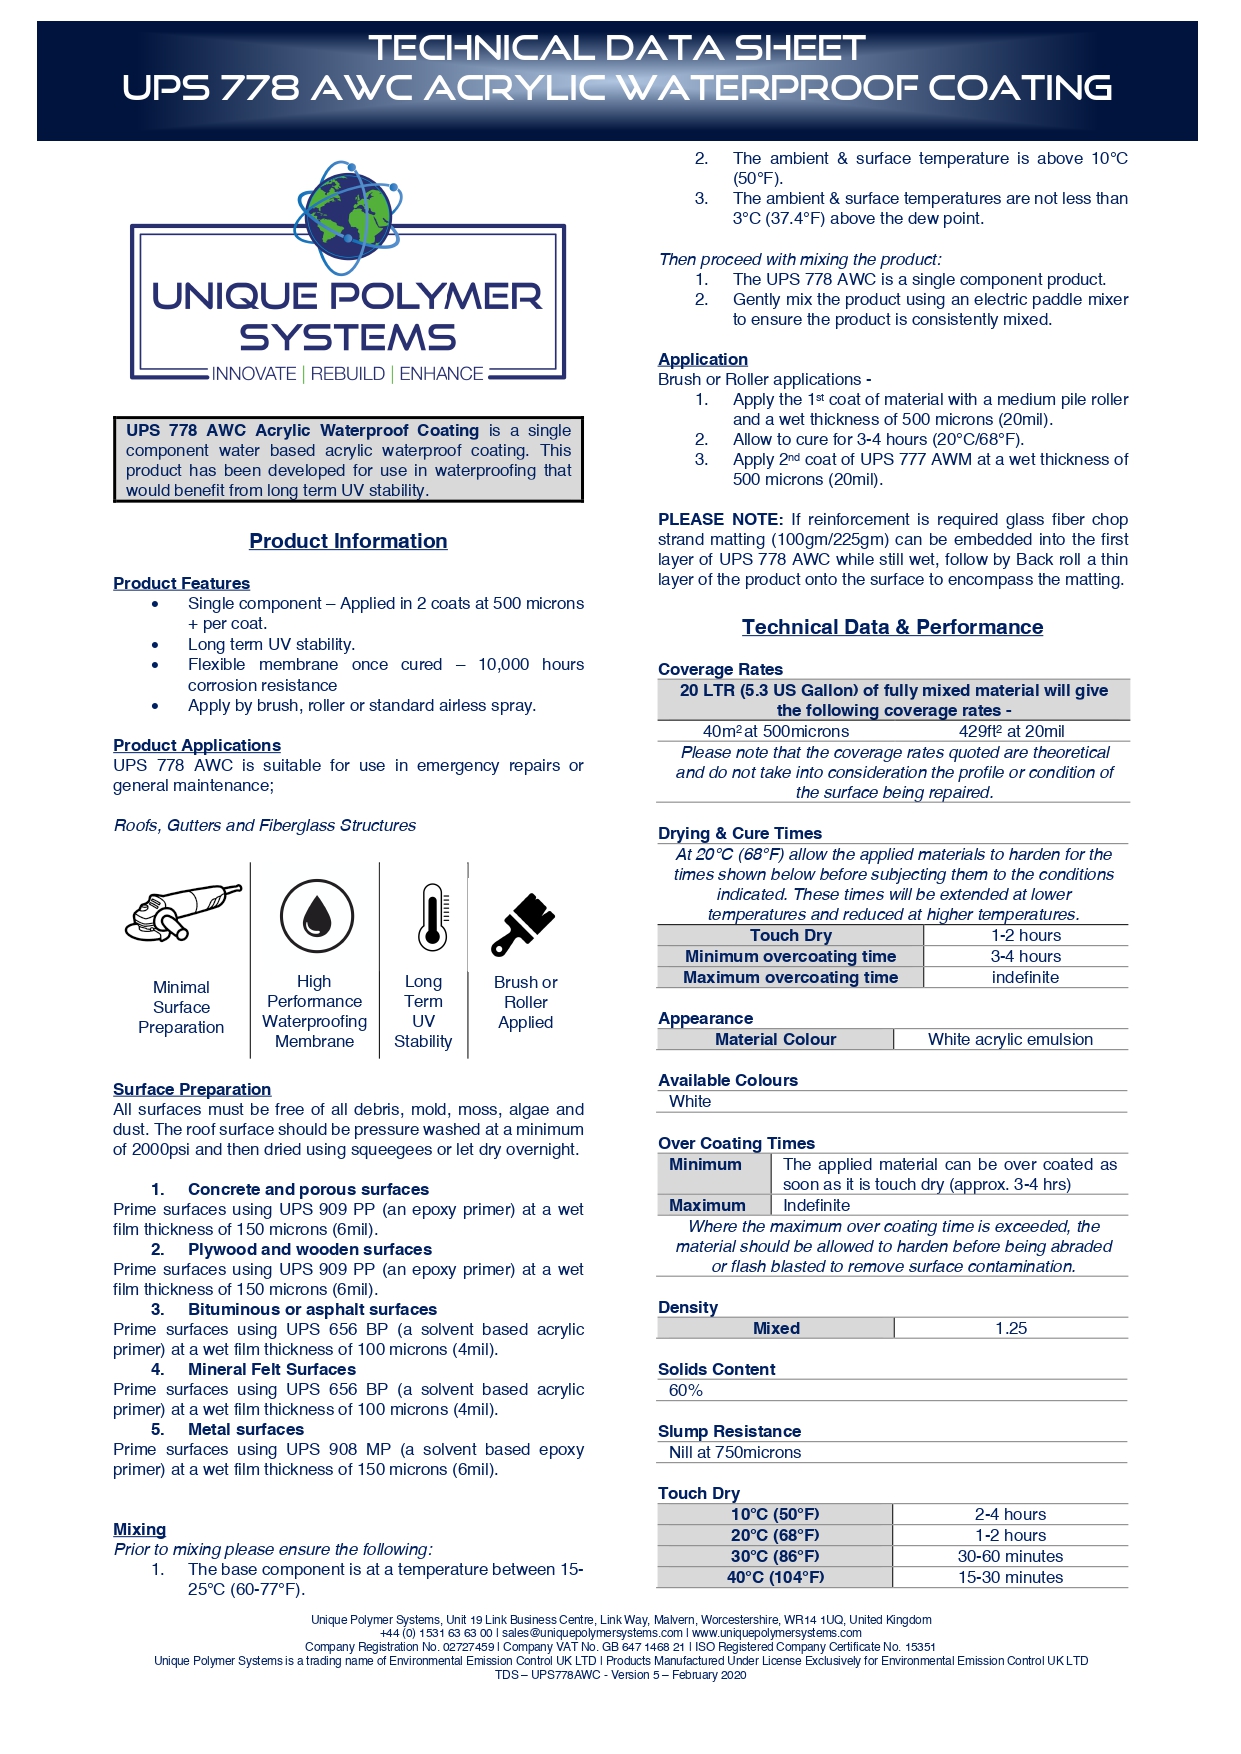 TECHNICAL DATA SHEET
UPS 778 AWC ACRYLIC WATERPROOF COATING
UNIQUE POLYMER
SYSTEMS
INNOVATE | REBUILD | ENHANCE
UPS 778 AWC Acrylic Waterproof Coating is a single
component water based acrylic waterproof coating. This
product has been developed for use in waterproofing that
would benefit from long term UV stability.
Product Information
Product Features
• Single component – Applied in 2 coats at 500 microns
+ per coat.
• Long term UV stability.
• Flexible membrane once cured – 10,000 hours
corrosion resistance
• Apply by brush, roller or standard airless spray.
Product Applications
UPS 778 AWC is suitable for use in emergency repairs or
general maintenance;
Roofs, Gutters and Fiberglass Structures
Minimal
Surface
Preparation
High
Performance
Waterproofing
Membrane
Long
Term
UV
Stability
Brush or
Roller
Applied
Surface Preparation
All surfaces must be free of all debris, mold, moss, algae and
dust. The roof surface should be pressure washed at a minimum
of 2000psi and then dried using squeegees or let dry overnight.
1. Concrete and porous surfaces
Prime surfaces using UPS 909 PP (an epoxy primer) at a wet
film thickness of 150 microns (6mil).
2. Plywood and wooden surfaces
Prime surfaces using UPS 909 PP (an epoxy primer) at a wet
film thickness of 150 microns (6mil).
3. Bituminous or asphalt surfaces
Prime surfaces using UPS 656 BP (a solvent based acrylic
primer) at a wet film thickness of 100 microns (4mil).
4. Mineral Felt Surfaces
Prime surfaces using UPS 656 BP (a solvent based acrylic
primer) at a wet film thickness of 100 microns (4mil).
5. Metal surfaces
Prime surfaces using UPS 908 MP (a solvent based epoxy
primer) at a wet film thickness of 150 microns (6mil).
Mixing
Prior to mixing please ensure the following:
1. The base component is at a temperature between 15-
25°C (60-77°F).
2. The ambient & surface temperature is above 10°C
(50°F).
3. The ambient & surface temperatures are not less than
3°C (37.4°F) above the dew point.
Then proceed with mixing the product:
1. The UPS 778 AWC is a single component product.
2. Gently mix the product using an electric paddle mixer
to ensure the product is consistently mixed.
Application
Brush or Roller applications -
1. Apply the 1st coat of material with a medium pile roller
and a wet thickness of 500 microns (20mil).
2. Allow to cure for 3-4 hours (20°C/68°F).
3. Apply 2nd coat of UPS 777 AWM at a wet thickness of
500 microns (20mil).
PLEASE NOTE: If reinforcement is required glass fiber chop
strand matting (100gm/225gm) can be embedded into the first
layer of UPS 778 AWC while still wet, follow by Back roll a thin
layer of the product onto the surface to encompass the matting.
Technical Data & Performance
Coverage Rates
20 LTR (5.3 US Gallon) of fully mixed material will give
the following coverage rates -
40m² at 500microns 429ft² at 20mil
Please note that the coverage rates quoted are theoretical
and do not take into consideration the profile or condition of
the surface being repaired.
Drying & Cure Times
At 20°C (68°F) allow the applied materials to harden for the
times shown below before subjecting them to the conditions
indicated. These times will be extended at lower
temperatures and reduced at higher temperatures.
Touch Dry 1-2 hours
Minimum overcoating time 3-4 hours
Maximum overcoating time indefinite
Appearance
Material Colour White acrylic emulsion
Available Colours
White
Over Coating Times
Minimum The applied material can be over coated as
soon as it is touch dry (approx. 3-4 hrs)
Maximum Indefinite
Where the maximum over coating time is exceeded, the
material should be allowed to harden before being abraded
or flash blasted to remove surface contamination.
Density
Mixed 1.25
Solids Content
60%
Slump Resistance
Nill at 750microns
Touch Dry
10°C (50°F) 2-4 hours
20°C (68°F) 1-2 hours
30°C (86°F) 30-60 minutes
40°C (104°F) 15-30 minutes
Unique Polymer Systems, Unit 19 Link Business Centre, Link Way, Malvern, Worcestershire, WR14 1UQ, United Kingdom
+44 (0) 1531 63 63 00 | sales@uniquepolymersystems.com | www.uniquepolymersystems.com
Company Registration No. 02727459 | Company VAT No. GB 647 1468 21 | ISO Registered Company Certificate No. 15351
Unique Polymer Systems is a trading name of Environmental Emission Control UK LTD | Products Manufactured Under License Exclusively for Environmental Emission Control UK LTD
TDS – UPS778AWC - Version 5 – February 2020